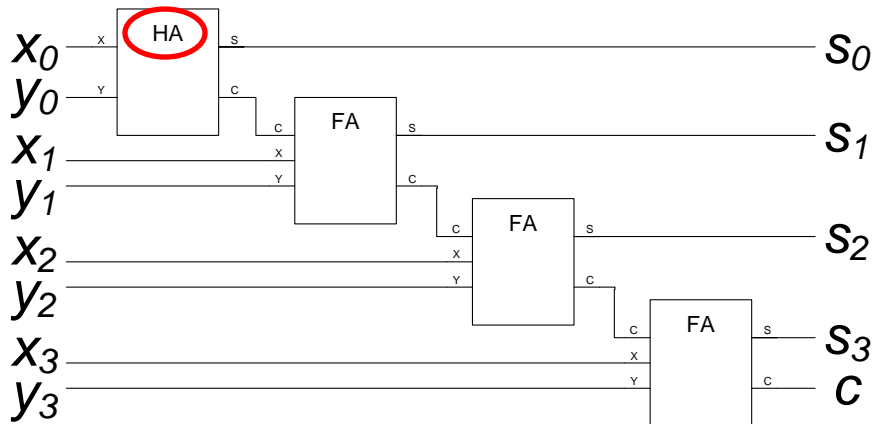 HA
x0 X S s0
y0 Y C
FA
C S s1
x1 X
y1 Y C
FA
C S s2
x2 X
y2 Y C
FA
C S s3
x3 X
y3 Y C c